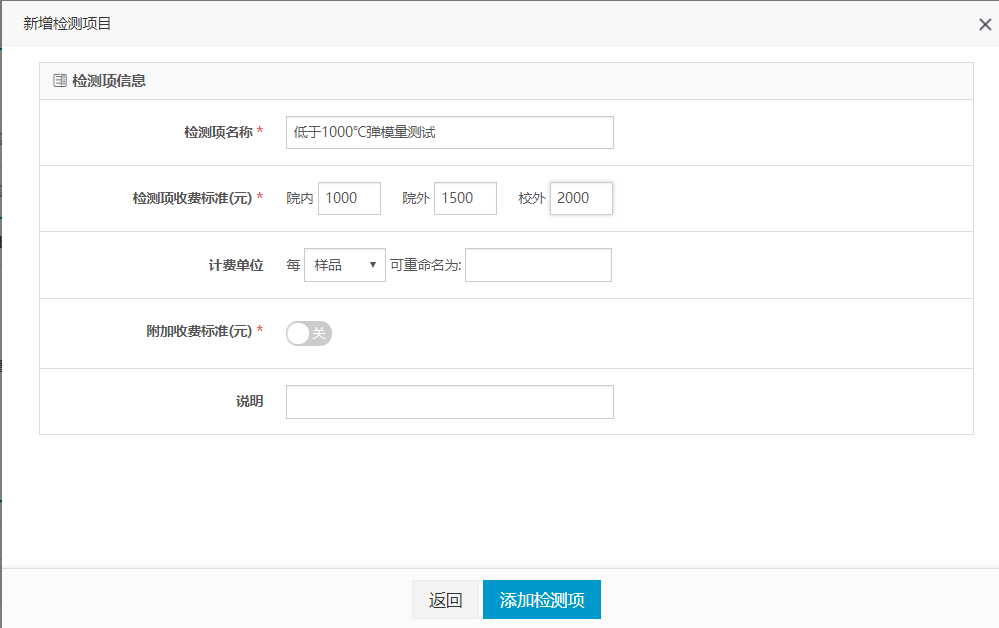 新增检测项目
检测项信息
检测项名称 * 低于1000℃弹模量测试
检测项收费标准(元) * 院内 1000 院外 1500 校外 2000
计费单位 每 样品 可重命名为:
附加收费标准(元) * 关
说明
返回 添加检测项